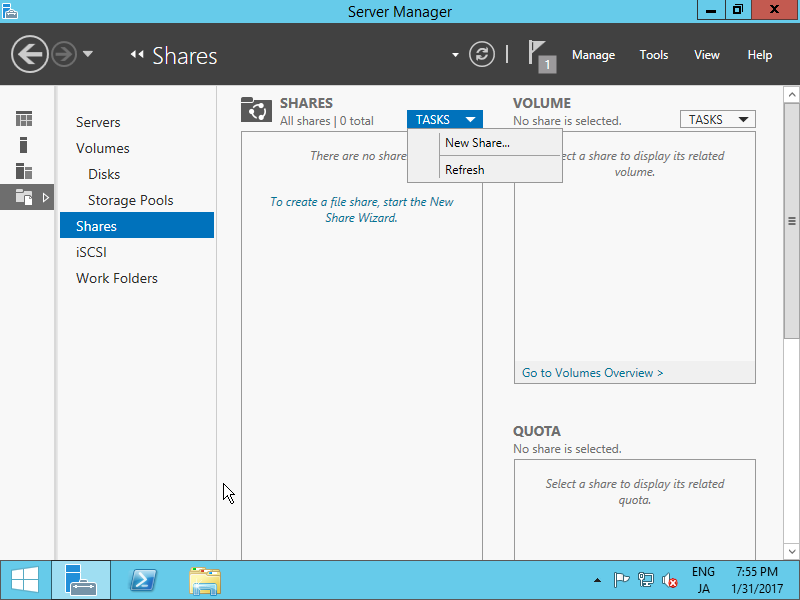 Server Manager
Shares
1
Manage
Tools
View
Help
Servers
Volumes
Disks
Storage Pools
Shares
iSCSI
Work Folders
SHARES
All shares | 0 total
TASKS
New Share...
Refresh
There are no share
To create a file share, start the New
Share Wizard.
VOLUME
No share is selected.
TASKS
ct a share to display its related
volume.
Go to Volumes Overview >
QUOTA
No share is selected.
Select a share to display its related
quota.
ENG
JA
7:55 PM
1/31/2017